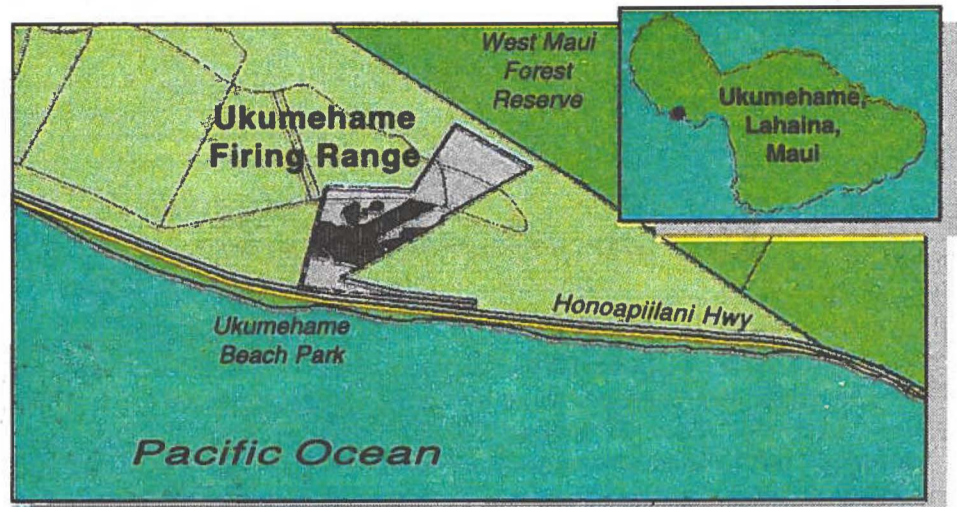 West Maui
Forest
Reserve
Ukumehame,
Lahaina,
Maui
Ukumehame
Firing Range
Honoapiilani Hwy
Ukumehame
Beach Park
Pacific Ocean